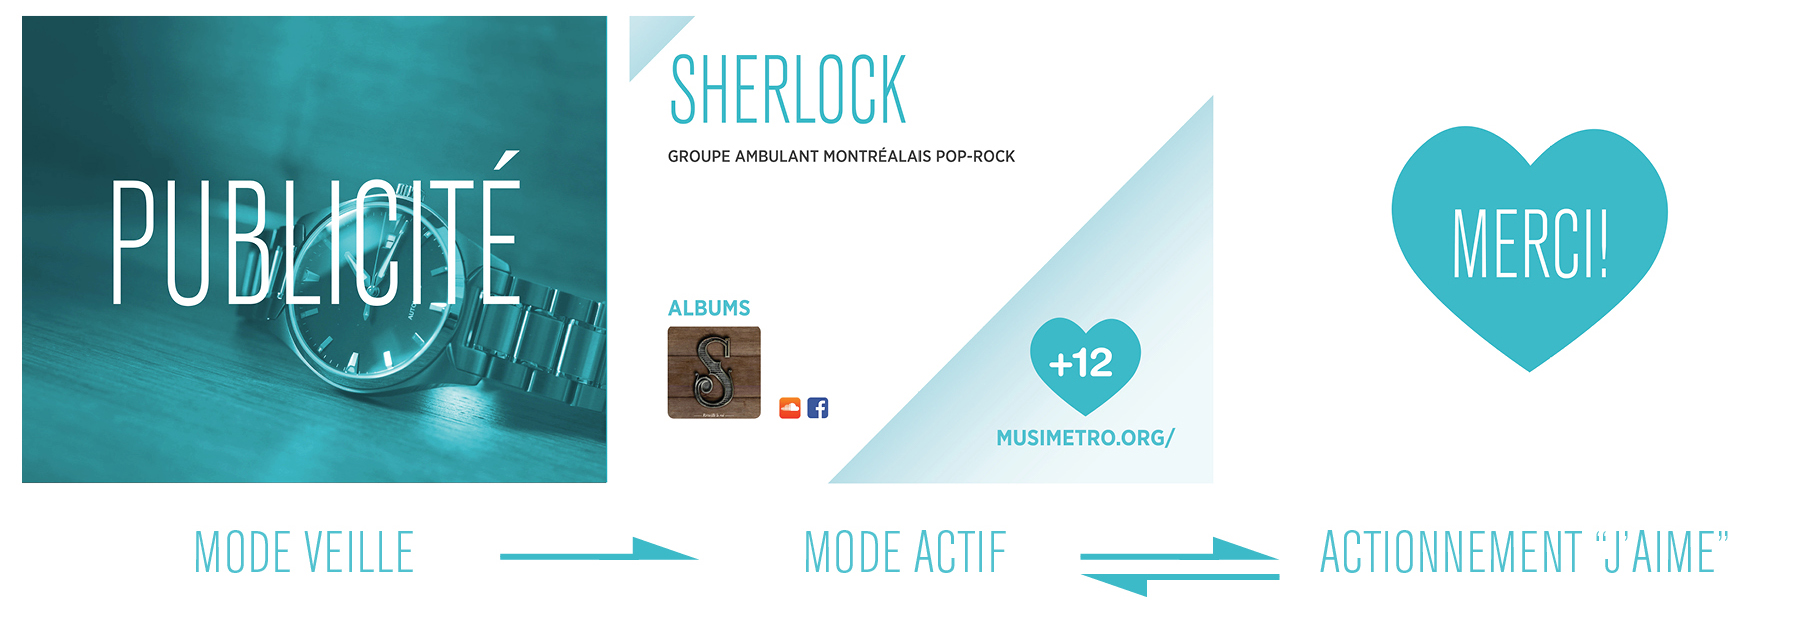 PUBLICITÉ
SHERLOCK
GROUPE AMBULANT MONTRÉALAIS POP-ROCK
ALBUMS
S
+12
MUSIMETRO.ORG/
MERCI!
MODE VEILLE
MODE ACTIF
ACTIONNEMENT “J’AIME”